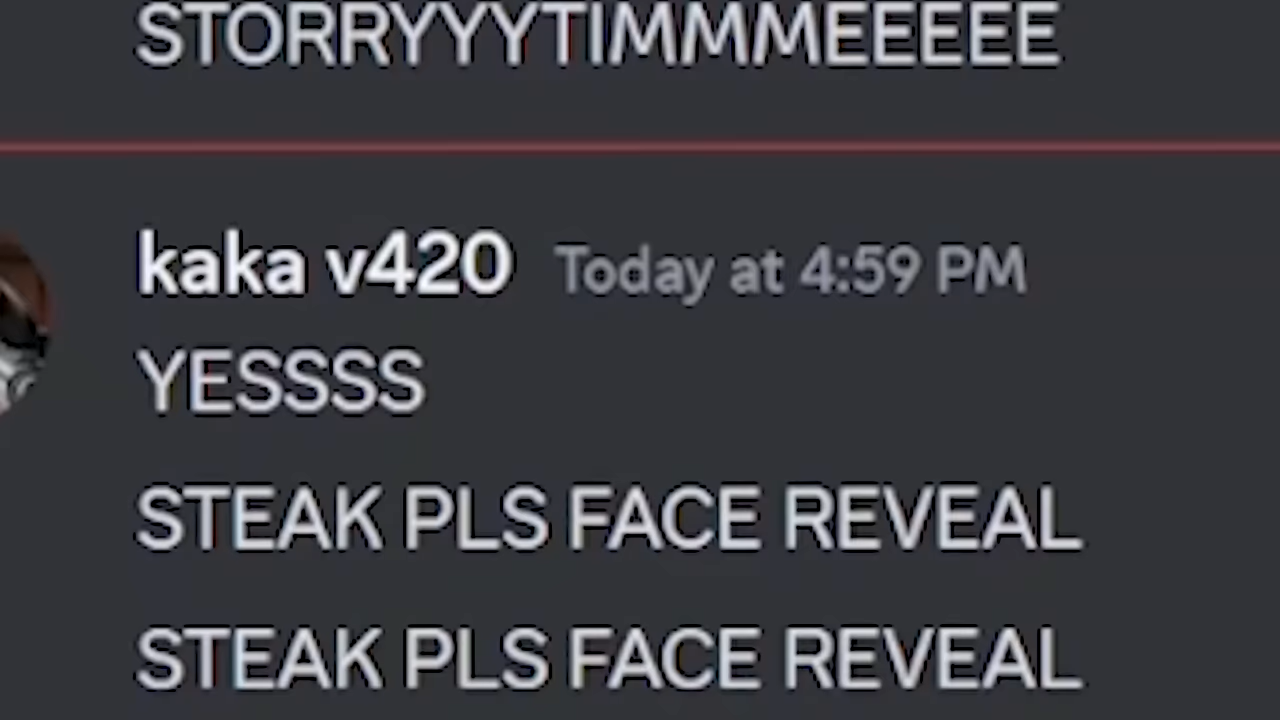 STORRYYYTIMMMEEEEE
kaka v420 Today at 4:59 PM
YESSSS
STEAK PLS FACE REVEAL
STEAK PLS FACE REVEAL